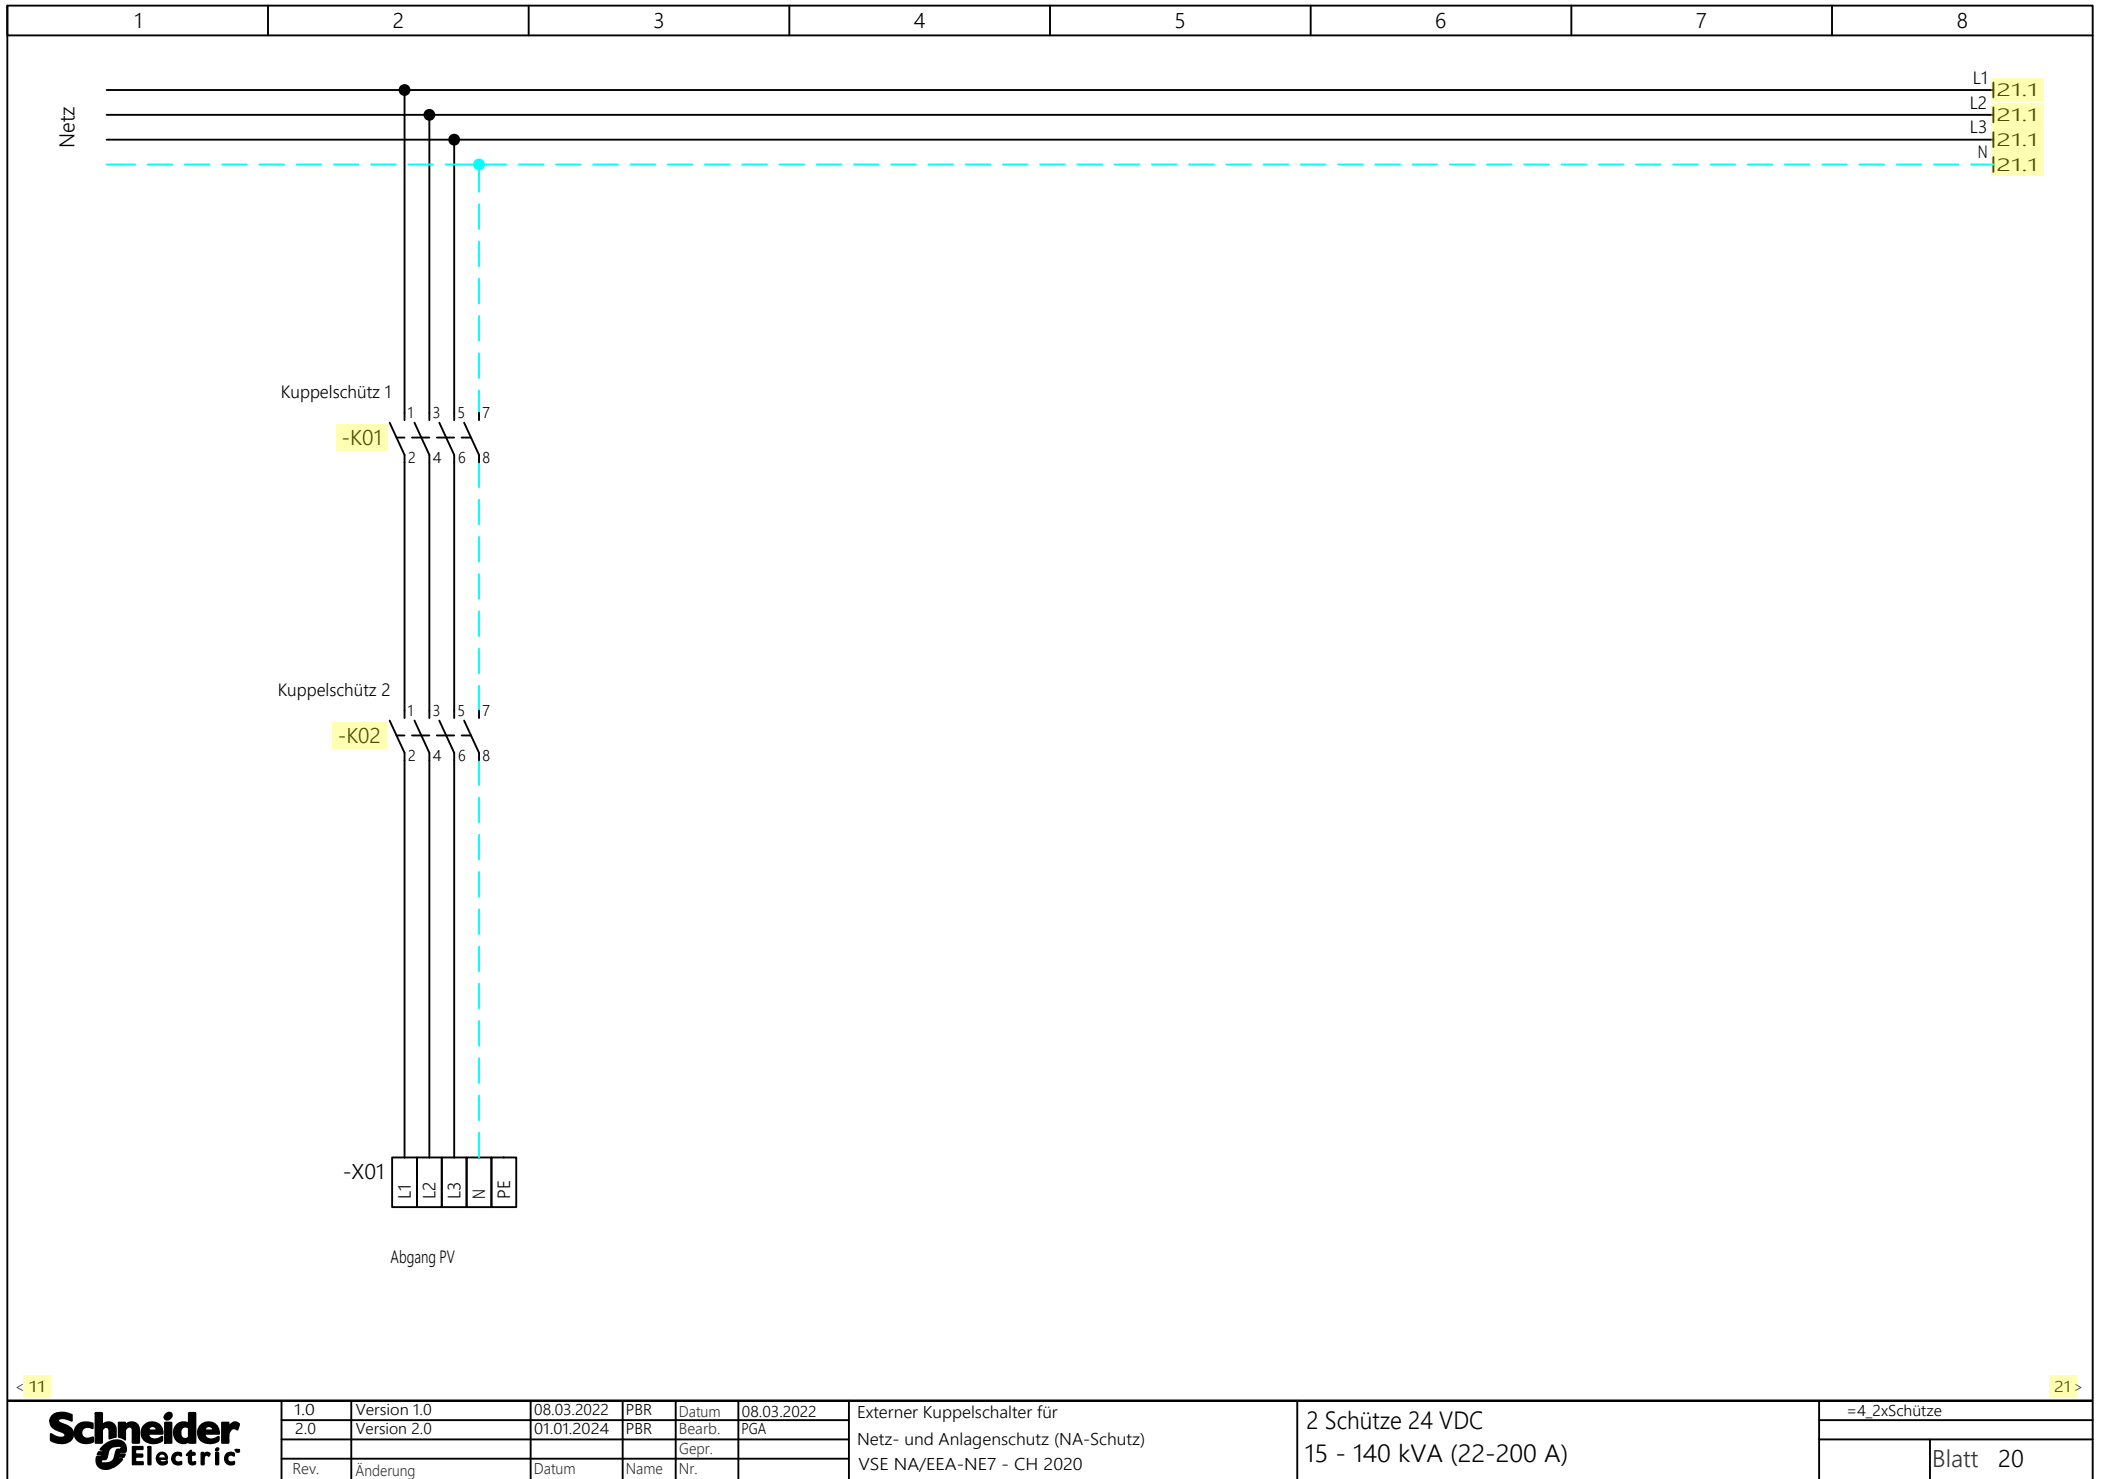 1 2 3 4 5 6 7 8
Netz
L1 21.1
L2 21.1
L3 21.1
N 21.1
Kuppelschütz 1
1 3 5 7
-K01
2 4 6 8
Kuppelschütz 2
1 3 5 7
-K02
2 4 6 8
-X01 L1 L2 L3 N PE
Abgang PV
< 11
21 >
Schneider
Electric
1.0 Version 1.0 08.03.2022 PBR Datum 08.03.2022
2.0 Version 2.0 01.01.2024 PBR Bearb. PGA
Gepr.
Rev. Änderung Datum Name Nr.
Externer Kuppelschalter für
Netz- und Anlagenschutz (NA-Schutz)
VSE NA/EEA-NE7 - CH 2020
2 Schütze 24 VDC
15 - 140 kVA (22-200 A)
=4_2xSchütze
Blatt 20